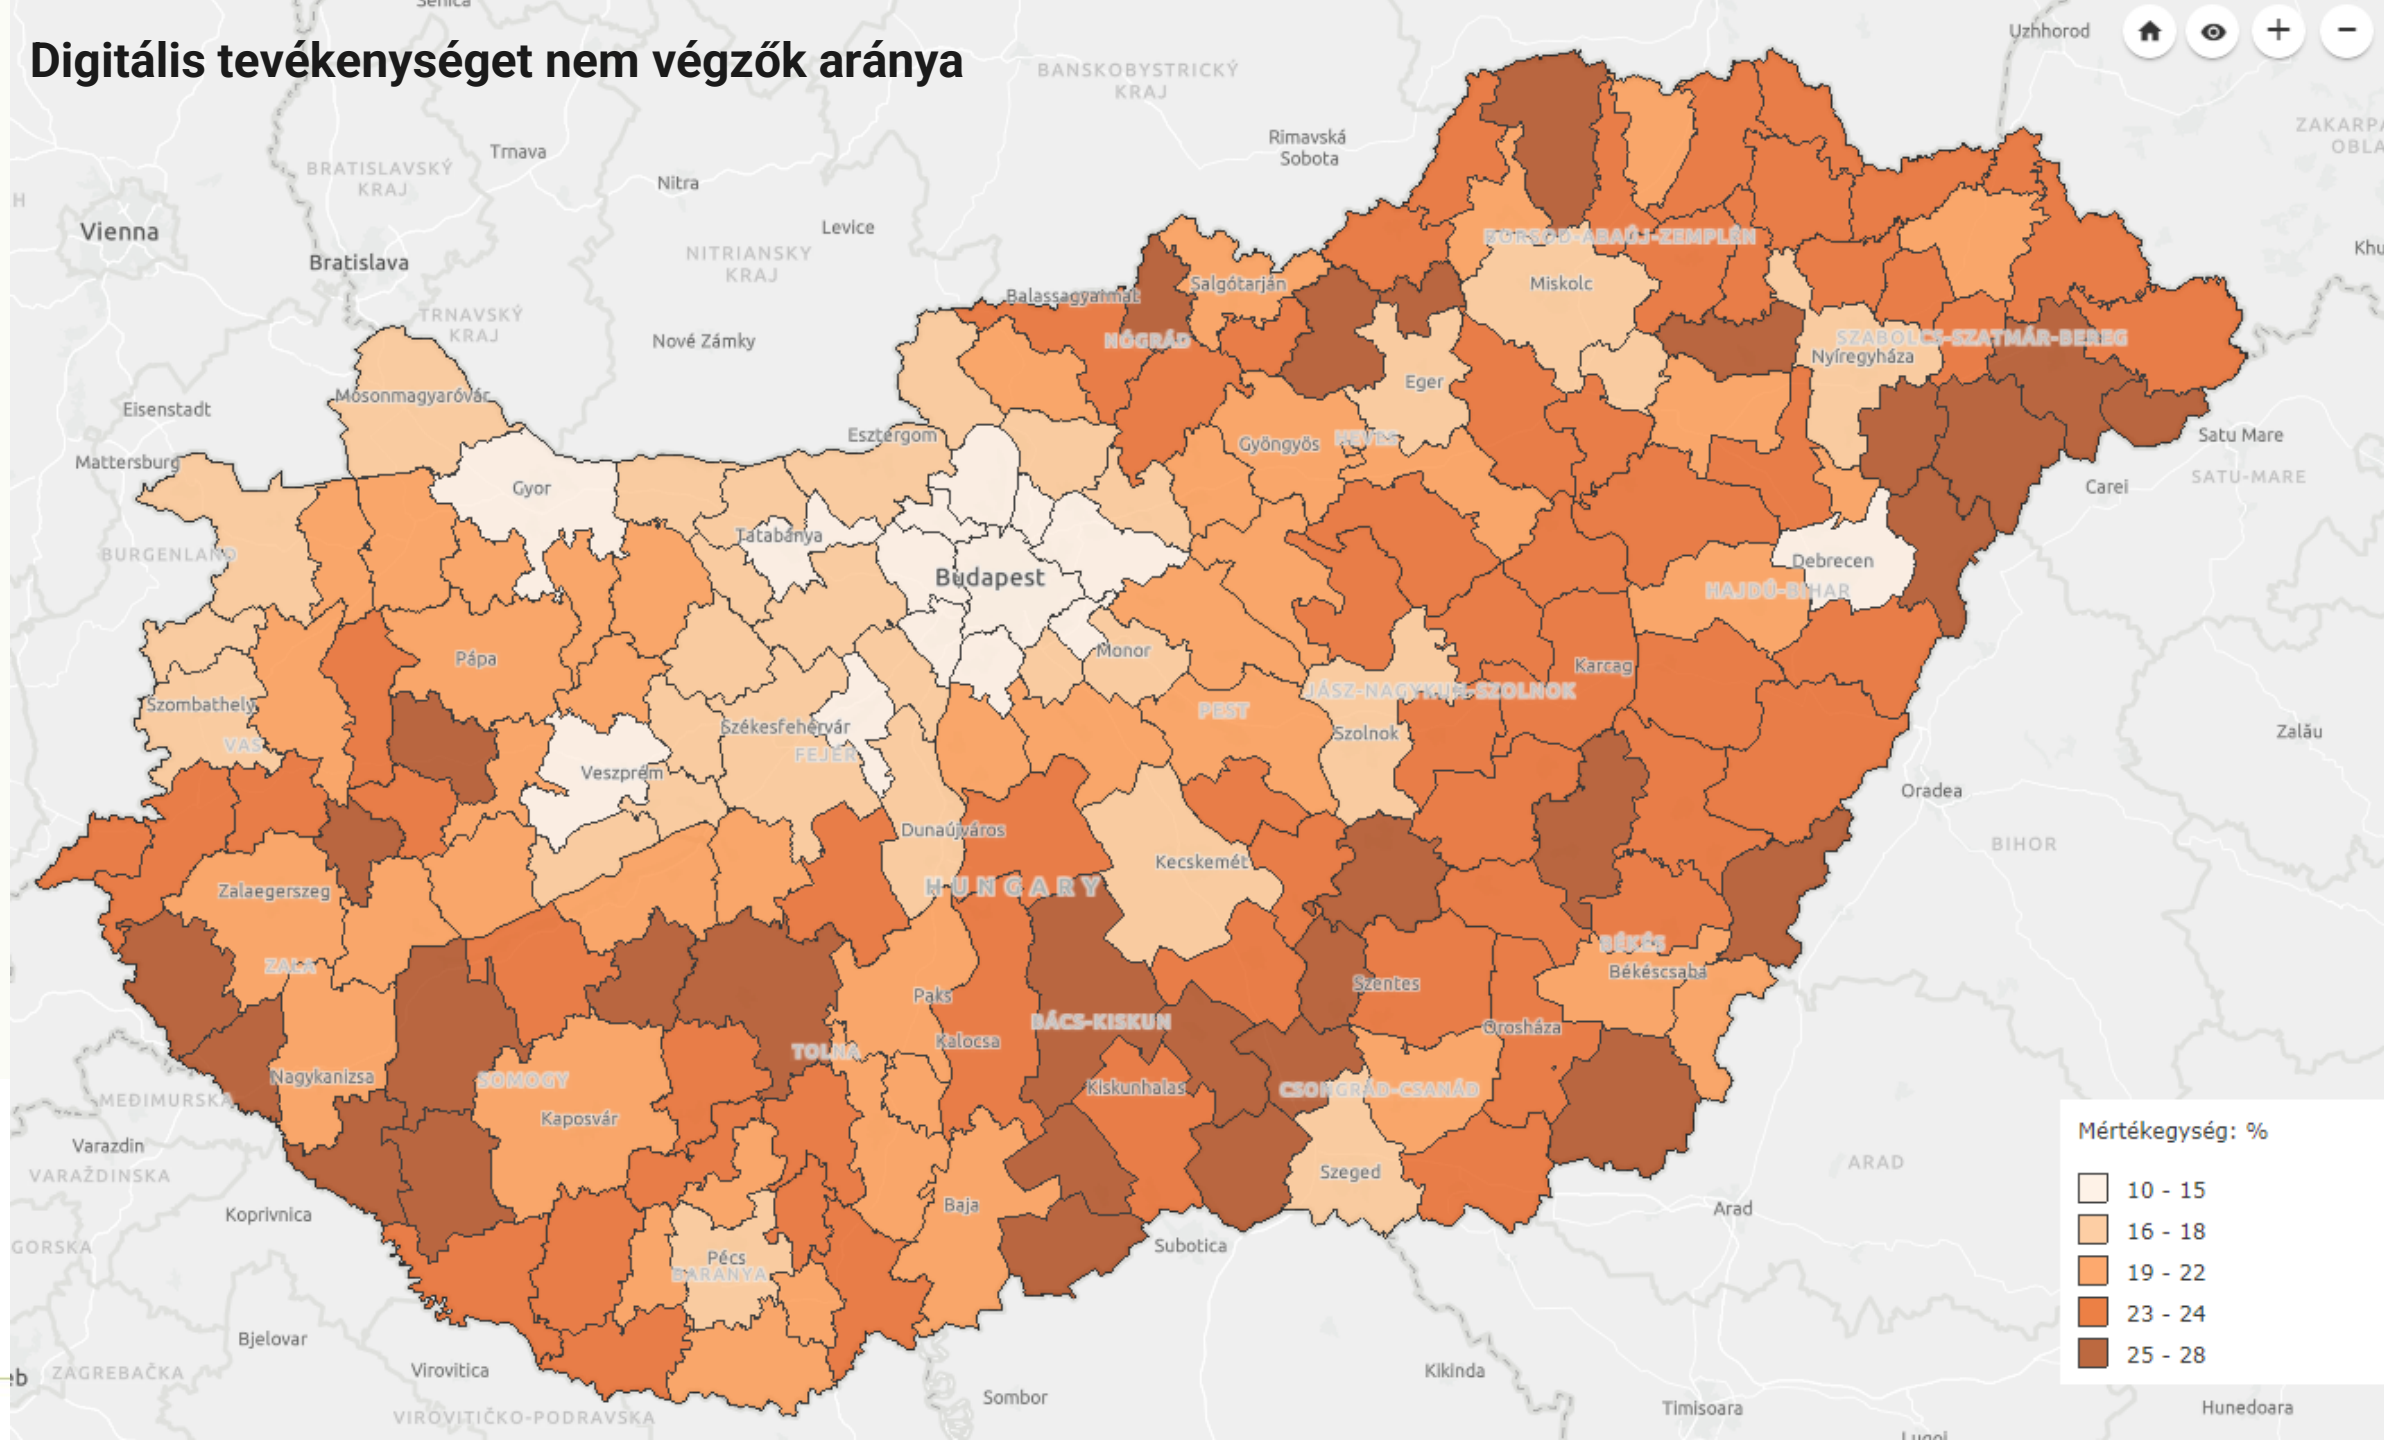 Senica
Uzhhorod
Digitális tevékenységet nem végzők aránya
BANSKOBYSTRICKÝ
KRAJ
ZAKARPA
OBLA
Rimavská
Sobota
Trnava
BRATISLAVSKÝ
KRAJ
Nitra
H
Vienna
Levice
BORSOD-ABAÚJ-ZEMPLÉN
Khu
NITRIANSKY
KRAJ
Bratislava
Salgótarján
Miskolc
Balassagyarmat
TRNAVSKÝ
KRAJ
Nové Zámky
NÓGRÁD
SZABOLCS-SZATMÁR-BEREG
Nyíregyháza
Eger
Mosonmagyaróvár
Eisenstadt
Esztergom
Gyöngyös
HEVES
Satu Mare
Mattersburg
SATU-MARE
Gyor
Carei
Tatabánya
BURGENLAND
Debrecen
Budapest
HAJDÚ-BIHAR
Monor
Pápa
Karcag
JÁSZ-NAGYKUN-SZOLNOK
Szombathely
PEST
Székesfehérvár
Szolnok
Zalău
VAS
FEJÉR
Veszprém
Oradea
Dunaújváros
BIHOR
Kecskemét
HUNGARY
Zalaegerszeg
BÉKÉS
Békéscsaba
ZALA
Szentes
Paks
BÁCS-KISKUN
Orosháza
Kalocsa
TOLNA
Nagykanizsa
SOMOGY
Kiskunhalas
CSONGRÁD-CSANÁD
MEĐIMURSKA
Kaposvár
Mértékegység: %
Varazdin
VARAŽDINSKA
Szeged
ARAD
10 - 15
Koprivnica
Baja
Arad
16 - 18
GORSKA
Pécs
BARANYA
Subotica
19 - 22
23 - 24
Bjelovar
25 - 28
eb
ZAGREBAČKA
Virovitica
Kikinda
Sombor
VIROVITIČKO-PODRAVSKA
Timisoara
Hunedoara
Lugoj